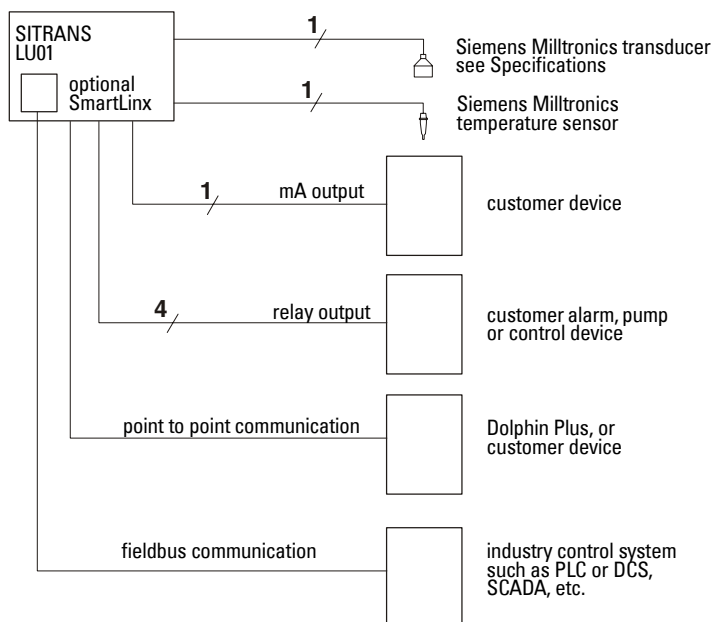 SITRANS
LU01
optional
SmartLinx
1
Siemens Milltronics transducer
see Specifications
1
Siemens Milltronics
temperature sensor
1
mA output
customer device
4
relay output
customer alarm, pump
or control device
point to point communication
Dolphin Plus, or
customer device
fieldbus communication
industry control system
such as PLC or DCS,
SCADA, etc.